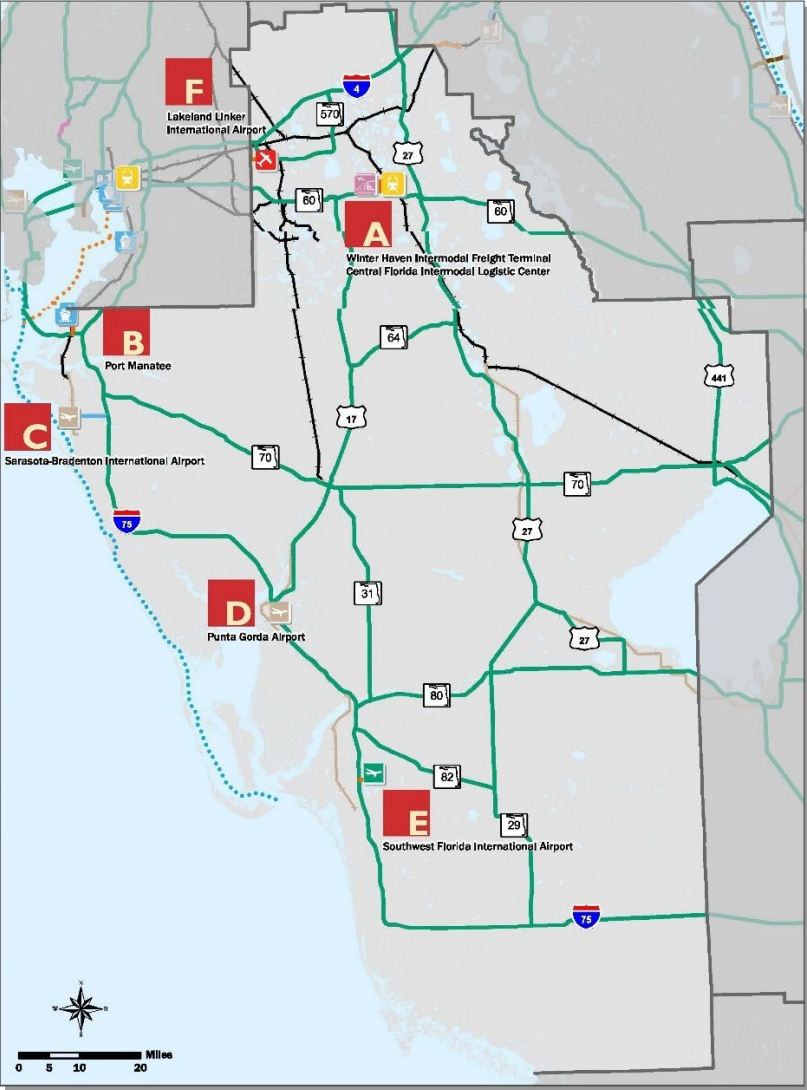 F
4
Lakeland Linker
International Airport
570
27
60
60
A
Winter Haven Intermodal Freight Terminal
Central Florida Intermodal Logistic Center
B
Port Manatee
64
441
17
C
Sarasota-Bradenton International Airport
70
70
75
27
31
D
Punta Gorda Airport
27
80
82
E
29
Southwest Florida International Airport
75
N
W
E
S
Miles
0 5 10 20